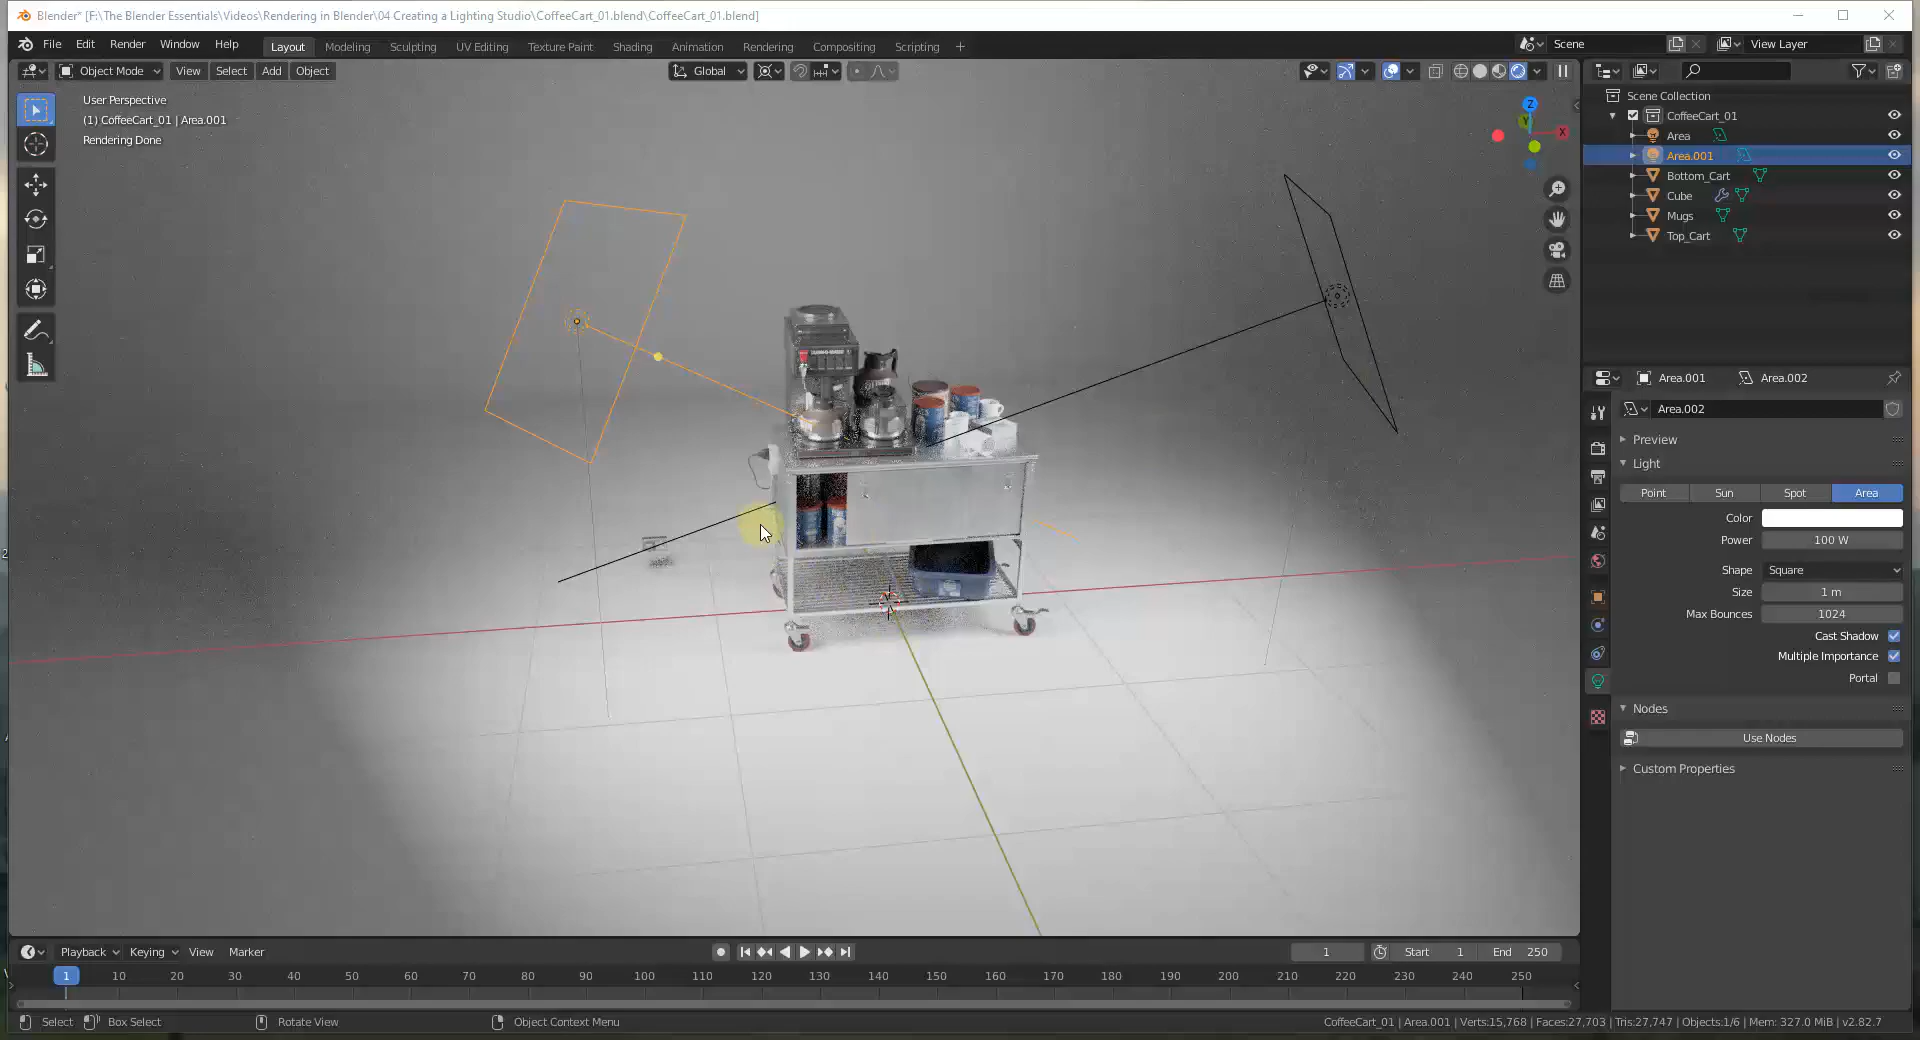 Blender* [F:\The Blender Essentials\Videos\Rendering in Blender\04 Creating a Lighting Studio\CoffeeCart_01.blend\CoffeeCart_01.blend]
File Edit Render Window Help Layout Modeling Sculpting UV Editing Texture Paint Shading Animation Rendering Compositing Scripting + Scene View Layer
Object Mode View Select Add Object Global
User Perspective
(1) CoffeeCart_01 | Area.001
Rendering Done
Z
Y
X
Scene Collection
CoffeeCart_01
Area
Area.001
Bottom_Cart
Cube
Mugs
Top_Cart
Area.001 Area.002
Area.002
Preview
Light
Point Sun Spot Area
Color
Power 100 W
Shape Square
Size 1 m
Max Bounces 1024
Cast Shadow
Multiple Importance
Portal
Nodes
Use Nodes
Custom Properties
Playback Keying View Marker 1 Start 1 End 250
1 10 20 30 40 50 60 70 80 90 100 110 120 130 140 150 160 170 180 190 200 210 220 230 240 250
Select Box Select Rotate View Object Context Menu CoffeeCart_01 | Area.001 | Verts:15,768 | Faces:27,703 | Tris:27,747 | Objects:1/6 | Mem: 327.0 MiB | v2.82.7